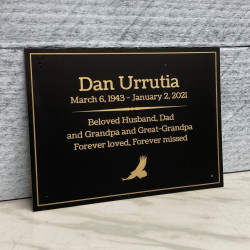 Dan Urrutia
March 6, 1943 - January 2, 2021
Beloved Husband, Dad
and Grandpa and Great-Grandpa
Forever loved, Forever missed